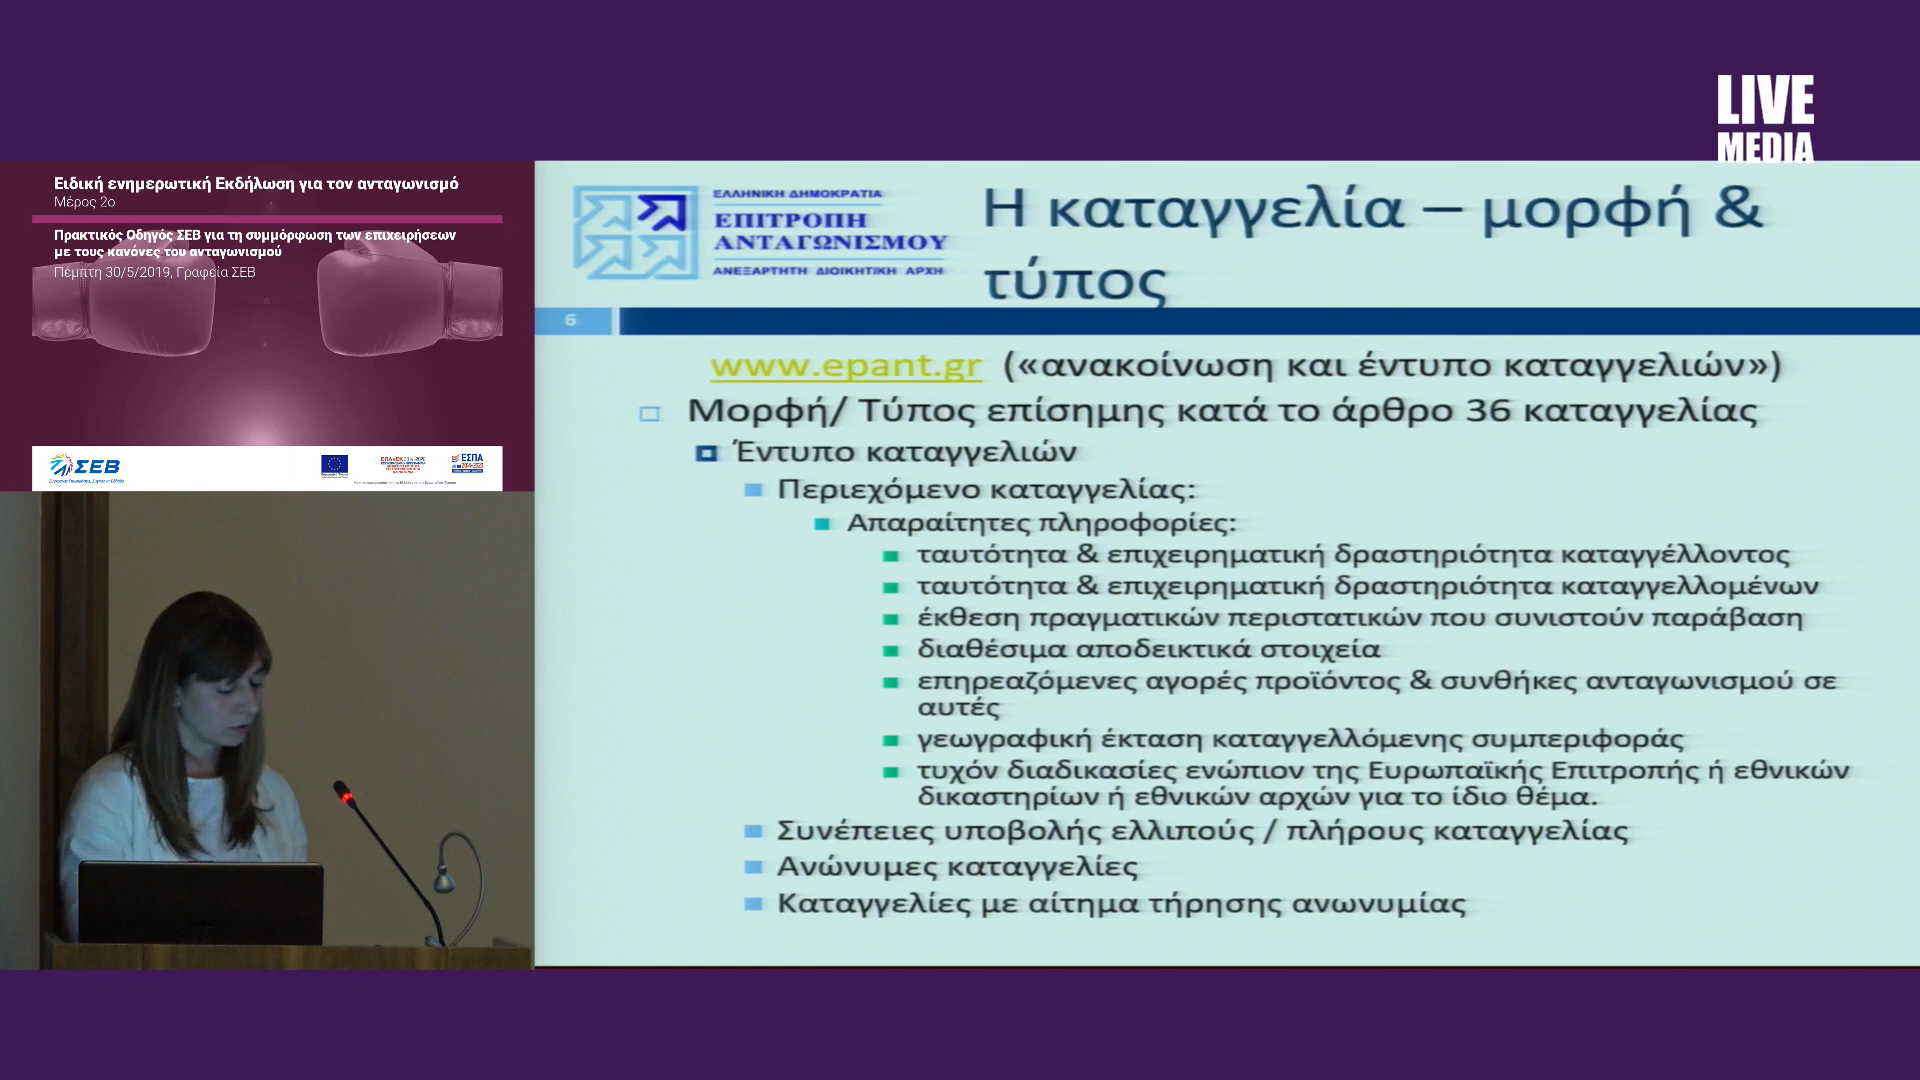 LIVE
MEDIA
Ειδική ενημερωτική Εκδήλωση για τον ανταγωνισμό
Μέρος 2ο
Πρακτικός Οδηγός ΣΕΒ για τη συμμόρφωση των επιχειρήσεων
με τους κανόνες του ανταγωνισμού
Πέμπτη 30/5/2019, Γραφεία ΣΕΒ
ΣΕΒ
ΕΠΑνΕΚ 2014-2020
ΕΣΠΑ
2014-2020
ΕΛΛΗΝΙΚΗ ΔΗΜΟΚΡΑΤΙΑ
ΕΠΙΤΡΟΠΗ
ΑΝΤΑΓΩΝΙΣΜΟΥ
ΑΝΕΞΑΡΤΗΤΗ ΔΙΟΙΚΗΤΙΚΗ ΑΡΧΗ
Η καταγγελία – μορφή &
τύπος
6
www.epant.gr («ανακοίνωση και έντυπο καταγγελιών»)
Μορφή/ Τύπος επίσημης κατά το άρθρο 36 καταγγελίας
Έντυπο καταγγελιών
Περιεχόμενο καταγγελίας:
Απαραίτητες πληροφορίες:
ταυτότητα & επιχειρηματική δραστηριότητα καταγγέλλοντος
ταυτότητα & επιχειρηματική δραστηριότητα καταγγελλομένων
έκθεση πραγματικών περιστατικών που συνιστούν παράβαση
διαθέσιμα αποδεικτικά στοιχεία
επηρεαζόμενες αγορές προϊόντος & συνθήκες ανταγωνισμού σε
αυτές
γεωγραφική έκταση καταγγελλόμενης συμπεριφοράς
τυχόν διαδικασίες ενώπιον της Ευρωπαϊκής Επιτροπής ή εθνικών
δικαστηρίων ή εθνικών αρχών για το ίδιο θέμα.
Συνέπειες υποβολής ελλιπούς / πλήρους καταγγελίας
Ανώνυμες καταγγελίες
Καταγγελίες με αίτημα τήρησης ανωνυμίας